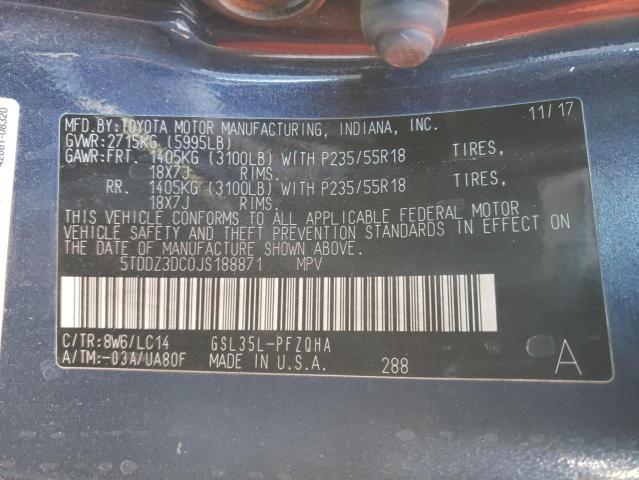 MFD.BY:TOYOTA MOTOR MANUFACTURING, INDIANA, INC. 11/17
GVWR:2715KG (5995LB)
GAWR:FRT. 1405KG (3100LB) WITH P235/55R18 TIRES,
18X7J RIMS.
RR. 1405KG (3100LB) WITH P235/55R18 TIRES,
18X7J RIMS.
THIS VEHICLE CONFORMS TO ALL APPLICABLE FEDERAL MOTOR
VEHICLE SAFETY AND THEFT PREVENTION STANDARDS IN EFFECT ON
THE DATE OF MANUFACTURE SHOWN ABOVE.
5TDDZ3DC0JS188871 MPV
C/TR:8W6/LC14 GSL35L-PFZQHA
A/TM:-03A/UA80F MADE IN U.S.A. 288 A